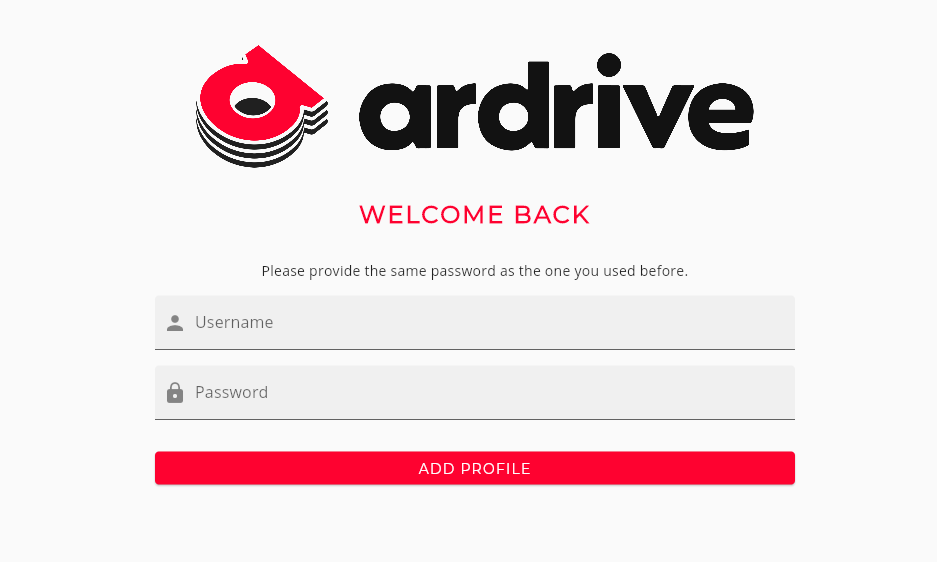 ardrive
WELCOME BACK
Please provide the same password as the one you used before.
Username
Password
ADD PROFILE